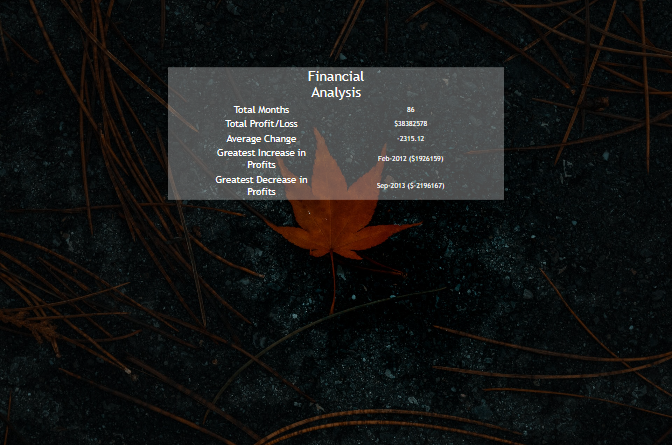 Financial
Analysis
Total Months 86
Total Profit/Loss $38382578
Average Change -2315.12
Greatest Increase in
Profits Feb-2012 ($1926159)
Greatest Decrease in
Profits Sep-2013 ($-2196167)